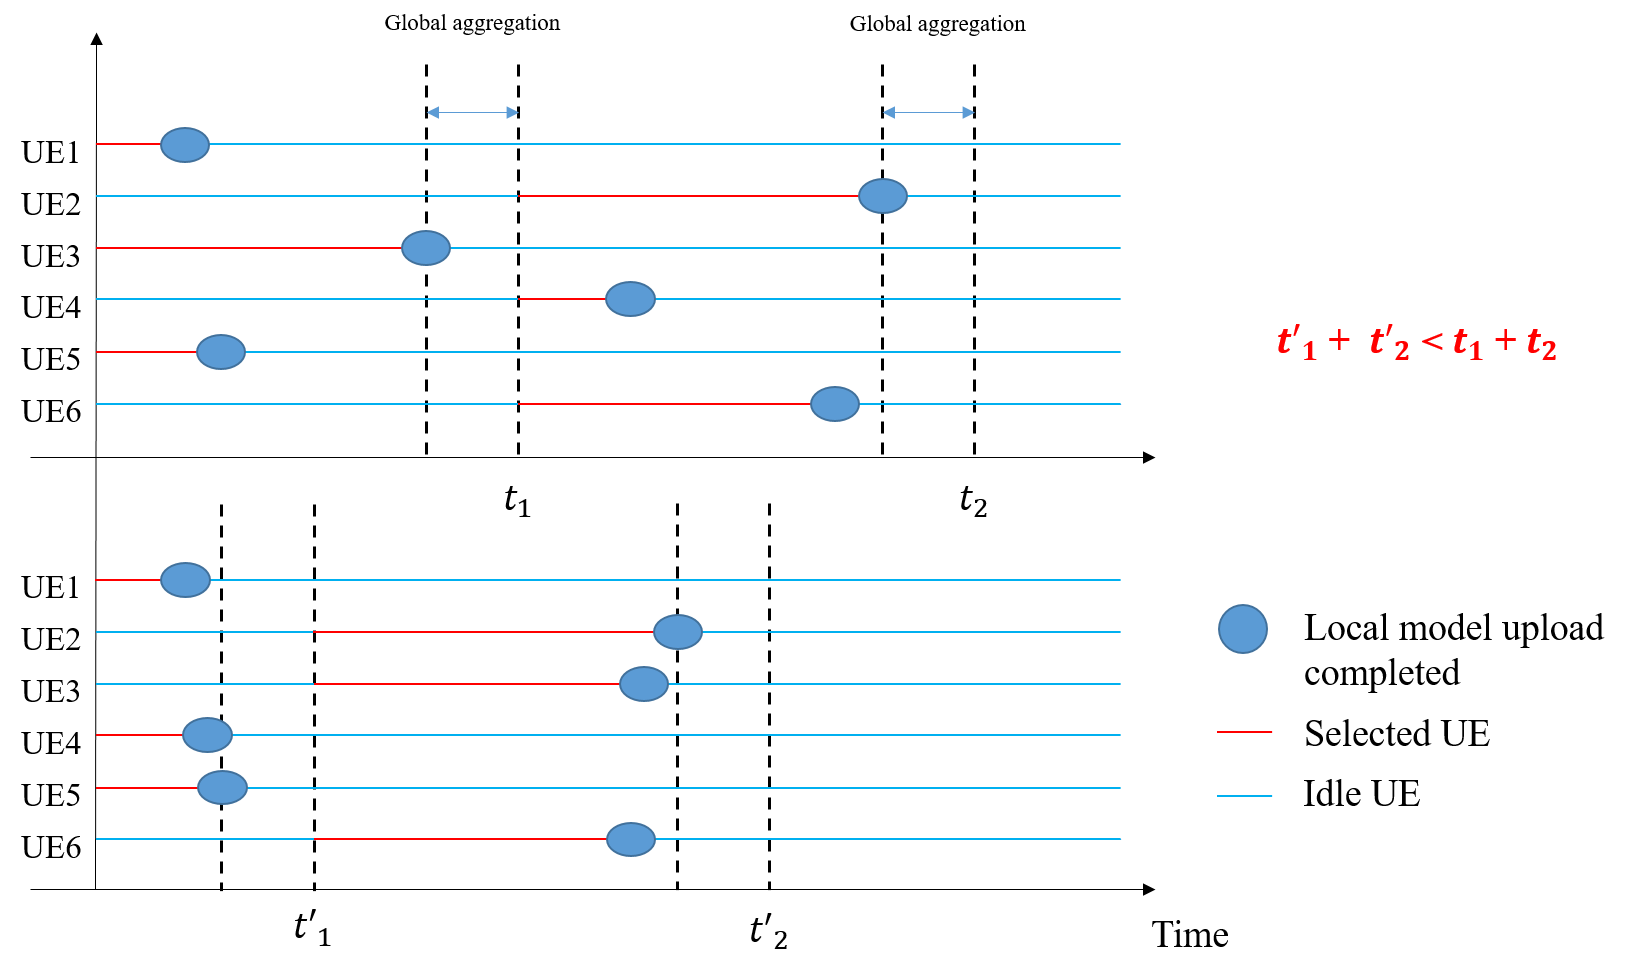 Global aggregation Global aggregation
UE1
UE2
UE3
UE4
UE5
UE6
t₁ t₂
t′₁ + t′₂ < t₁ + t₂
UE1
UE2
UE3
UE4
UE5
UE6
t′₁ t′₂
Time
Local model upload
completed
Selected UE
Idle UE